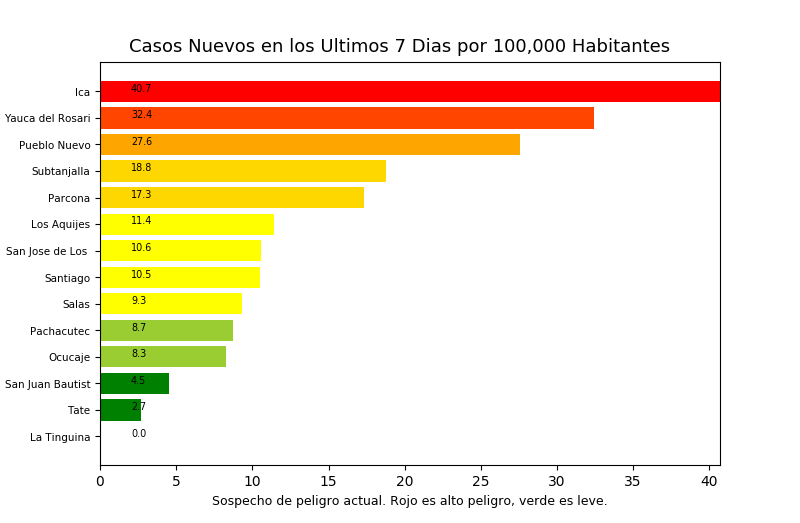 Casos Nuevos en los Ultimos 7 Dias por 100,000 Habitantes
Ica 40.7
Yauca del Rosari 32.4
Pueblo Nuevo 27.6
Subtanjalla 18.8
Parcona 17.3
Los Aquijes 11.4
San Jose de Los 10.6
Santiago 10.5
Salas 9.3
Pachacutec 8.7
Ocucaje 8.3
San Juan Bautist 4.5
Tate 2.7
La Tinguina 0.0
0 5 10 15 20 25 30 35 40
Sospecho de peligro actual. Rojo es alto peligro, verde es leve.